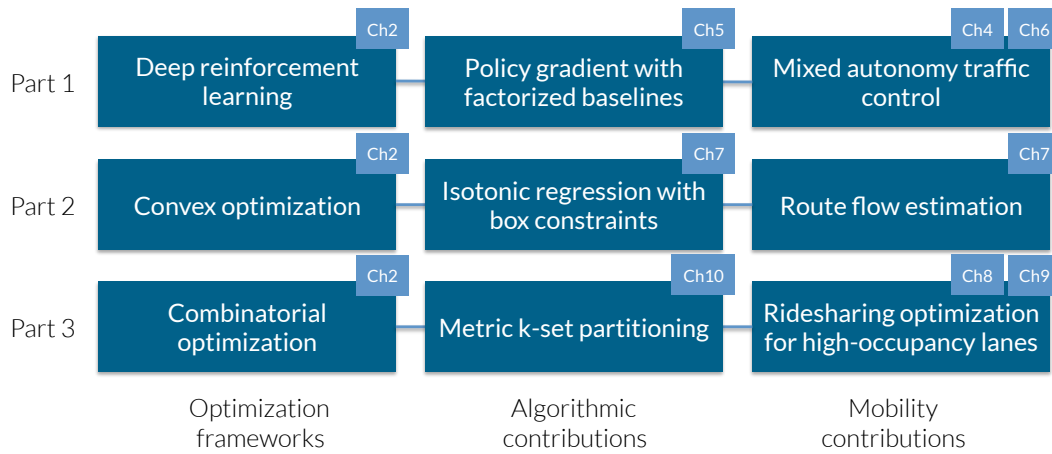 Ch2
Ch5
Ch4
Ch6
Part 1
Deep reinforcement
learning
Policy gradient with
factorized baselines
Mixed autonomy traffic
control
Ch2
Ch7
Ch7
Part 2
Convex optimization
Isotonic regression with
box constraints
Route flow estimation
Ch2
Ch10
Ch8
Ch9
Part 3
Combinatorial
optimization
Metric k-set partitioning
Ridesharing optimization
for high-occupancy lanes
Optimization
frameworks
Algorithmic
contributions
Mobility
contributions